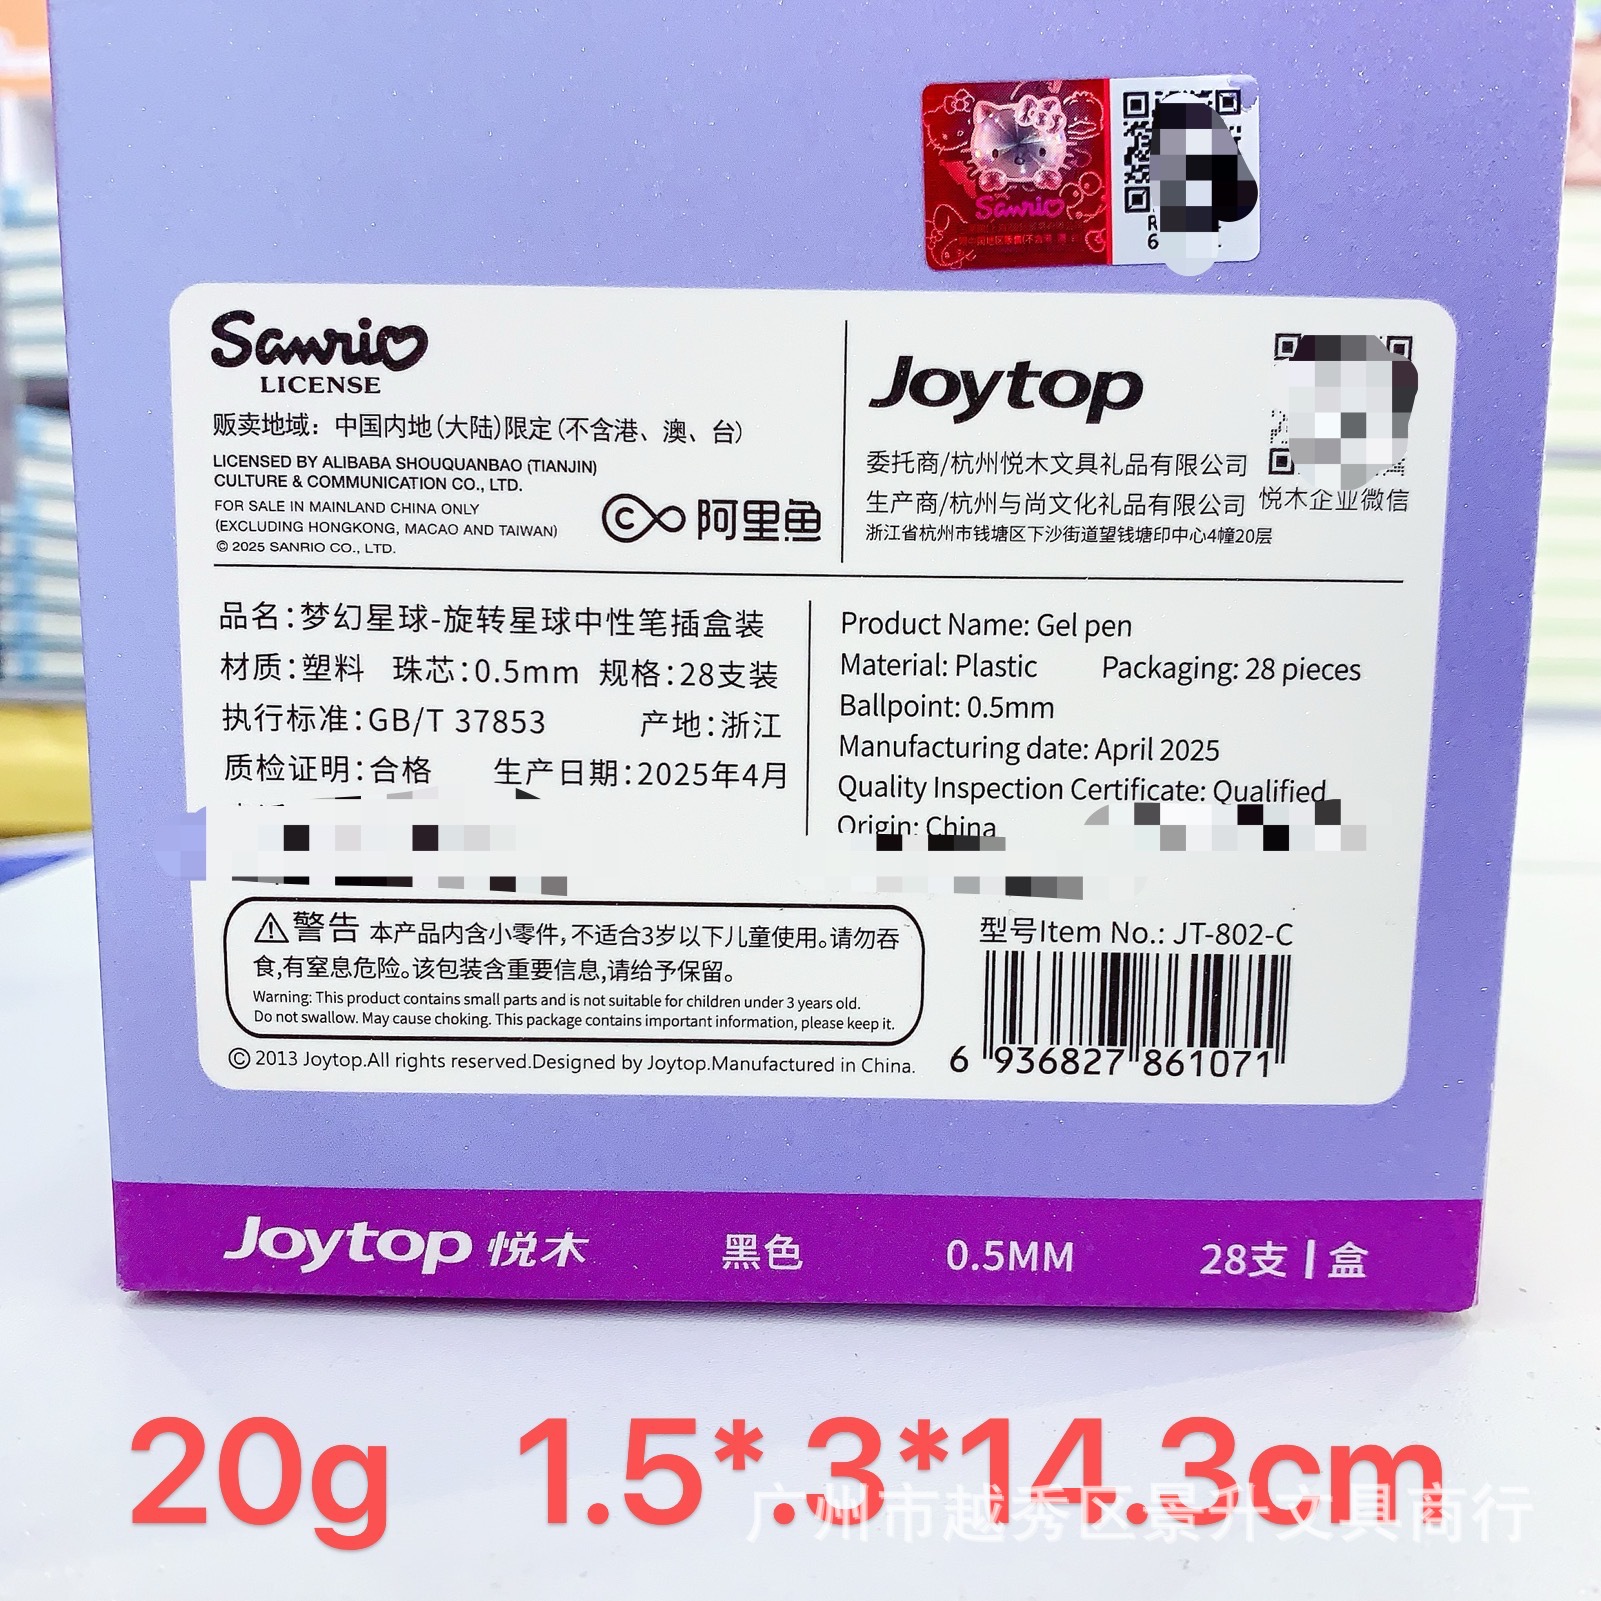 Sanrio
Sanrio
LICENSE
贩卖地域：中国内地(大陆)限定(不含港、澳、台)
LICENSED BY ALIBABA SHOUQUANBAO (TIANJIN)
CULTURE & COMMUNICATION CO., LTD.
FOR SALE IN MAINLAND CHINA ONLY
(EXCLUDING HONGKONG, MACAO AND TAIWAN)
© 2025 SANRIO CO., LTD.
阿里鱼
Joytop
委托商/杭州悦木文具礼品有限公司
生产商/杭州与尚文化礼品有限公司
浙江省杭州市钱塘区下沙街道望钱塘印中心4幢20层
悦木企业微信
品名：梦幻星球-旋转星球中性笔插盒装
材质：塑料 珠芯：0.5mm 规格：28支装
执行标准：GB/T 37853 产地：浙江
质检证明：合格 生产日期：2025年4月
Product Name: Gel pen
Material: Plastic Packaging: 28 pieces
Ballpoint: 0.5mm
Manufacturing date: April 2025
Quality Inspection Certificate: Qualified
Origin: China
警告 本产品内含小零件，不适合3岁以下儿童使用。请勿吞
食，有窒息危险。该包装含重要信息，请给予保留。
Warning: This product contains small parts and is not suitable for children under 3 years old.
Do not swallow. May cause choking. This package contains important information, please keep it.
© 2013 Joytop.All rights reserved.Designed by Joytop.Manufactured in China.
型号Item No.: JT-802-C
6 936827 861071
Joytop 悦木 黑色 0.5MM 28支 | 盒
20g 1.5*.3*14.3cm
广州市越秀区景升文具商行